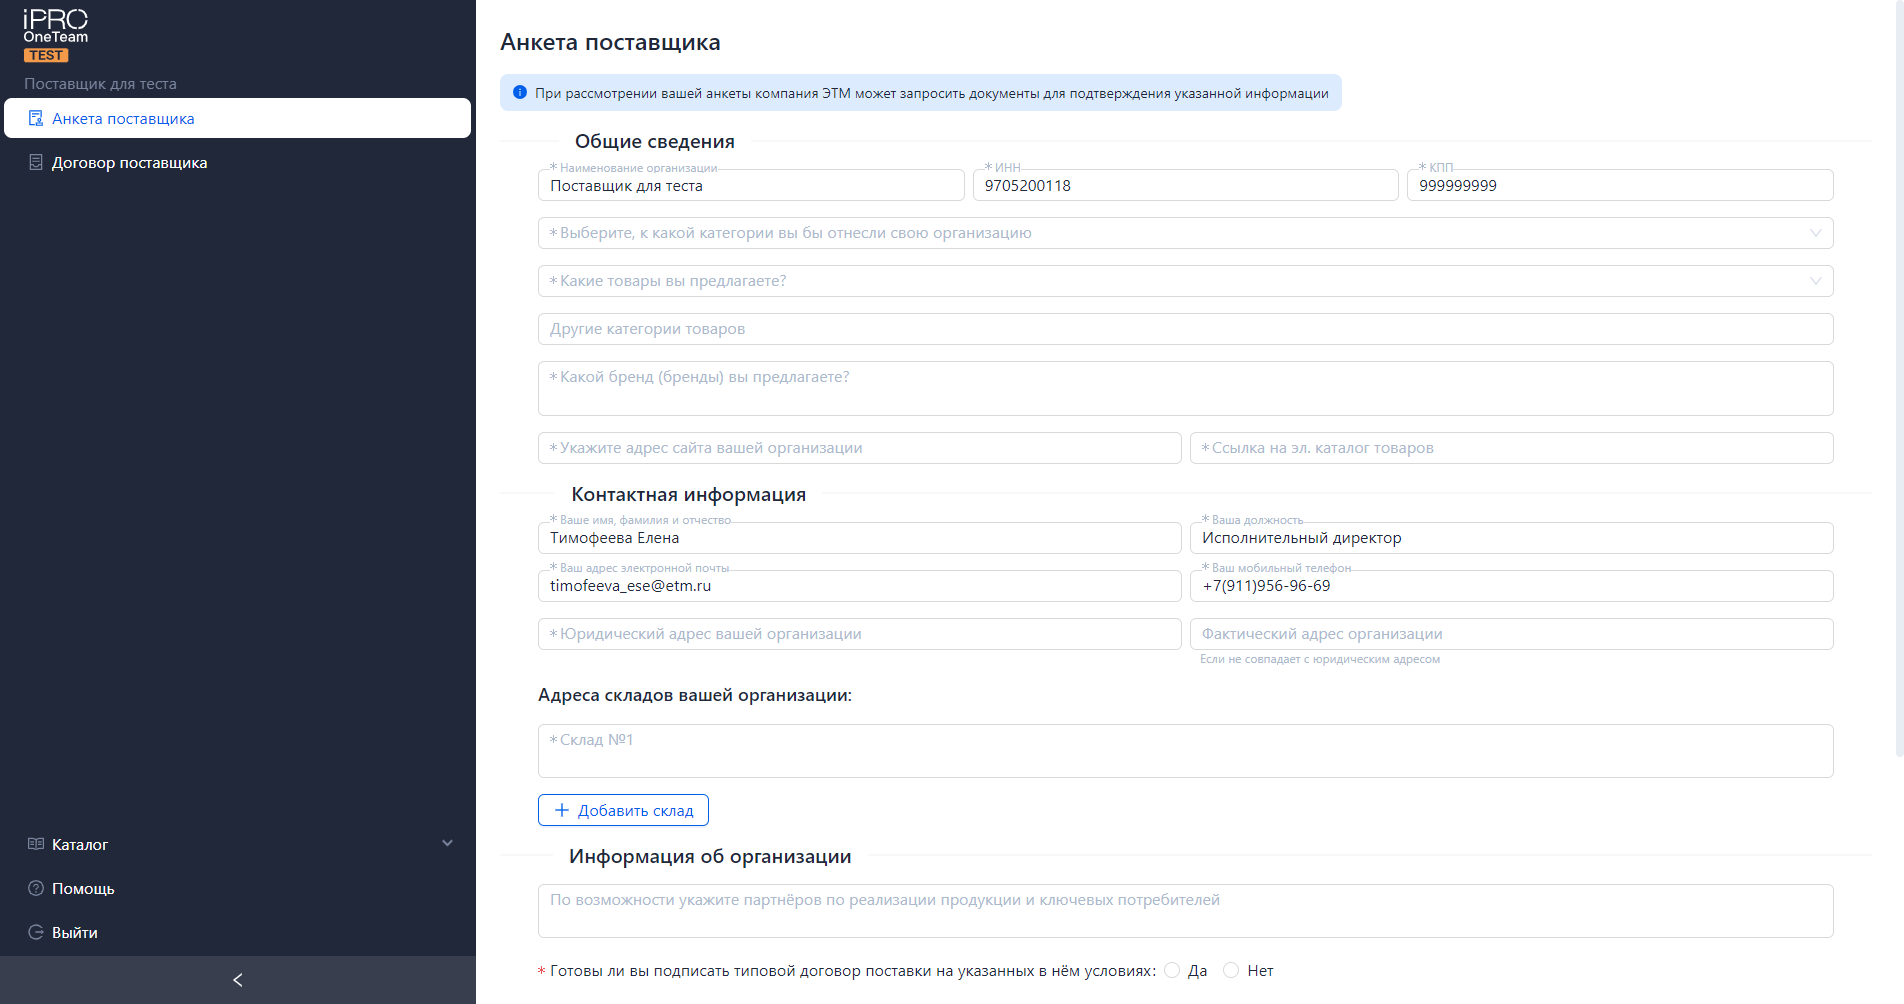 iPRO
OneTeam
TEST
Поставщик для теста
Анкета поставщика
Договор поставщика
Каталог
Помощь
Выйти
Анкета поставщика
При рассмотрении вашей анкеты компания ЭТМ может запросить документы для подтверждения указанной информации
Общие сведения
* Наименование организации
Поставщик для теста
* ИНН
9705200118
* КПП
999999999
* Выберите, к какой категории вы бы отнесли свою организацию
* Какие товары вы предлагаете?
Другие категории товаров
* Какой бренд (бренды) вы предлагаете?
* Укажите адрес сайта вашей организации
* Ссылка на эл. каталог товаров
Контактная информация
* Ваше имя, фамилия и отчество
Тимофеева Елена
* Ваша должность
Исполнительный директор
* Ваш адрес электронной почты
timofeeva_ese@etm.ru
* Ваш мобильный телефон
+7(911)956-96-69
* Юридический адрес вашей организации
Фактический адрес организации
Если не совпадает с юридическим адресом
Адреса складов вашей организации:
* Склад №1
+ Добавить склад
Информация об организации
По возможности укажите партнёров по реализации продукции и ключевых потребителей
* Готовы ли вы подписать типовой договор поставки на указанных в нём условиях: Да Нет